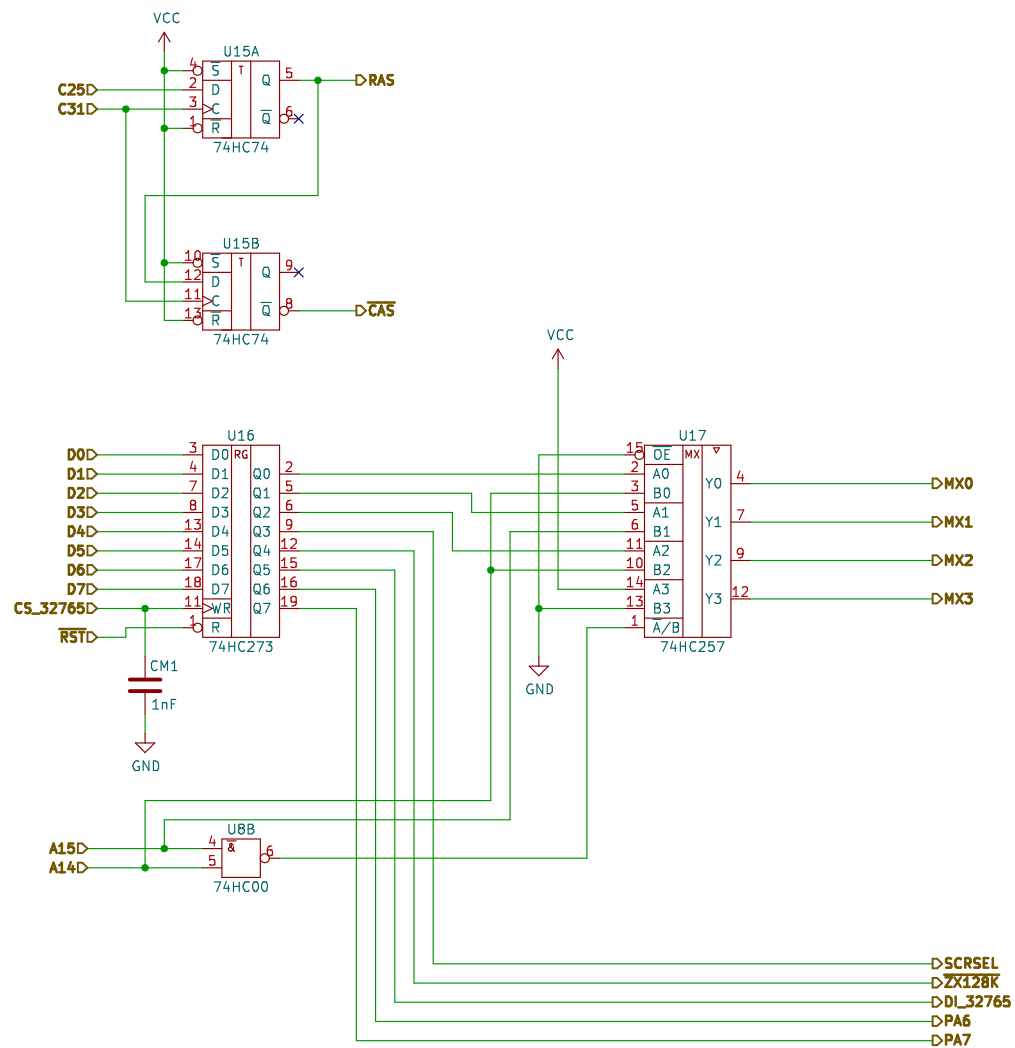 VCC
U15A
4 S T Q 5 RAS
C25 2 D
C31 3 C Q 6
1 R
74HC74
U15B
10 S T Q 9
12 D
11 C Q 8 CAS
13 R
74HC74
VCC
U16 U17
D0 3 D0 RG 15 OE MX
D1 4 D1 Q0 2 2 A0 Y0 4 MX0
D2 7 D2 Q1 5 3 B0
D3 8 D3 Q2 6 5 A1 Y1 7 MX1
D4 13 D4 Q3 9 6 B1
D5 14 D5 Q4 12 11 A2 Y2 9 MX2
D6 17 D6 Q5 15 10 B2
D7 18 D7 Q6 16 14 A3 Y3 12 MX3
CS_32765 11 WR Q7 19 13 B3
RST 1 R 1 A/B
74HC273 74HC257
CM1
1nF
GND
GND
U8B
A15 4 & 6
A14 5
74HC00
SCRSEL
ZX128K
DI_32765
PA6
PA7